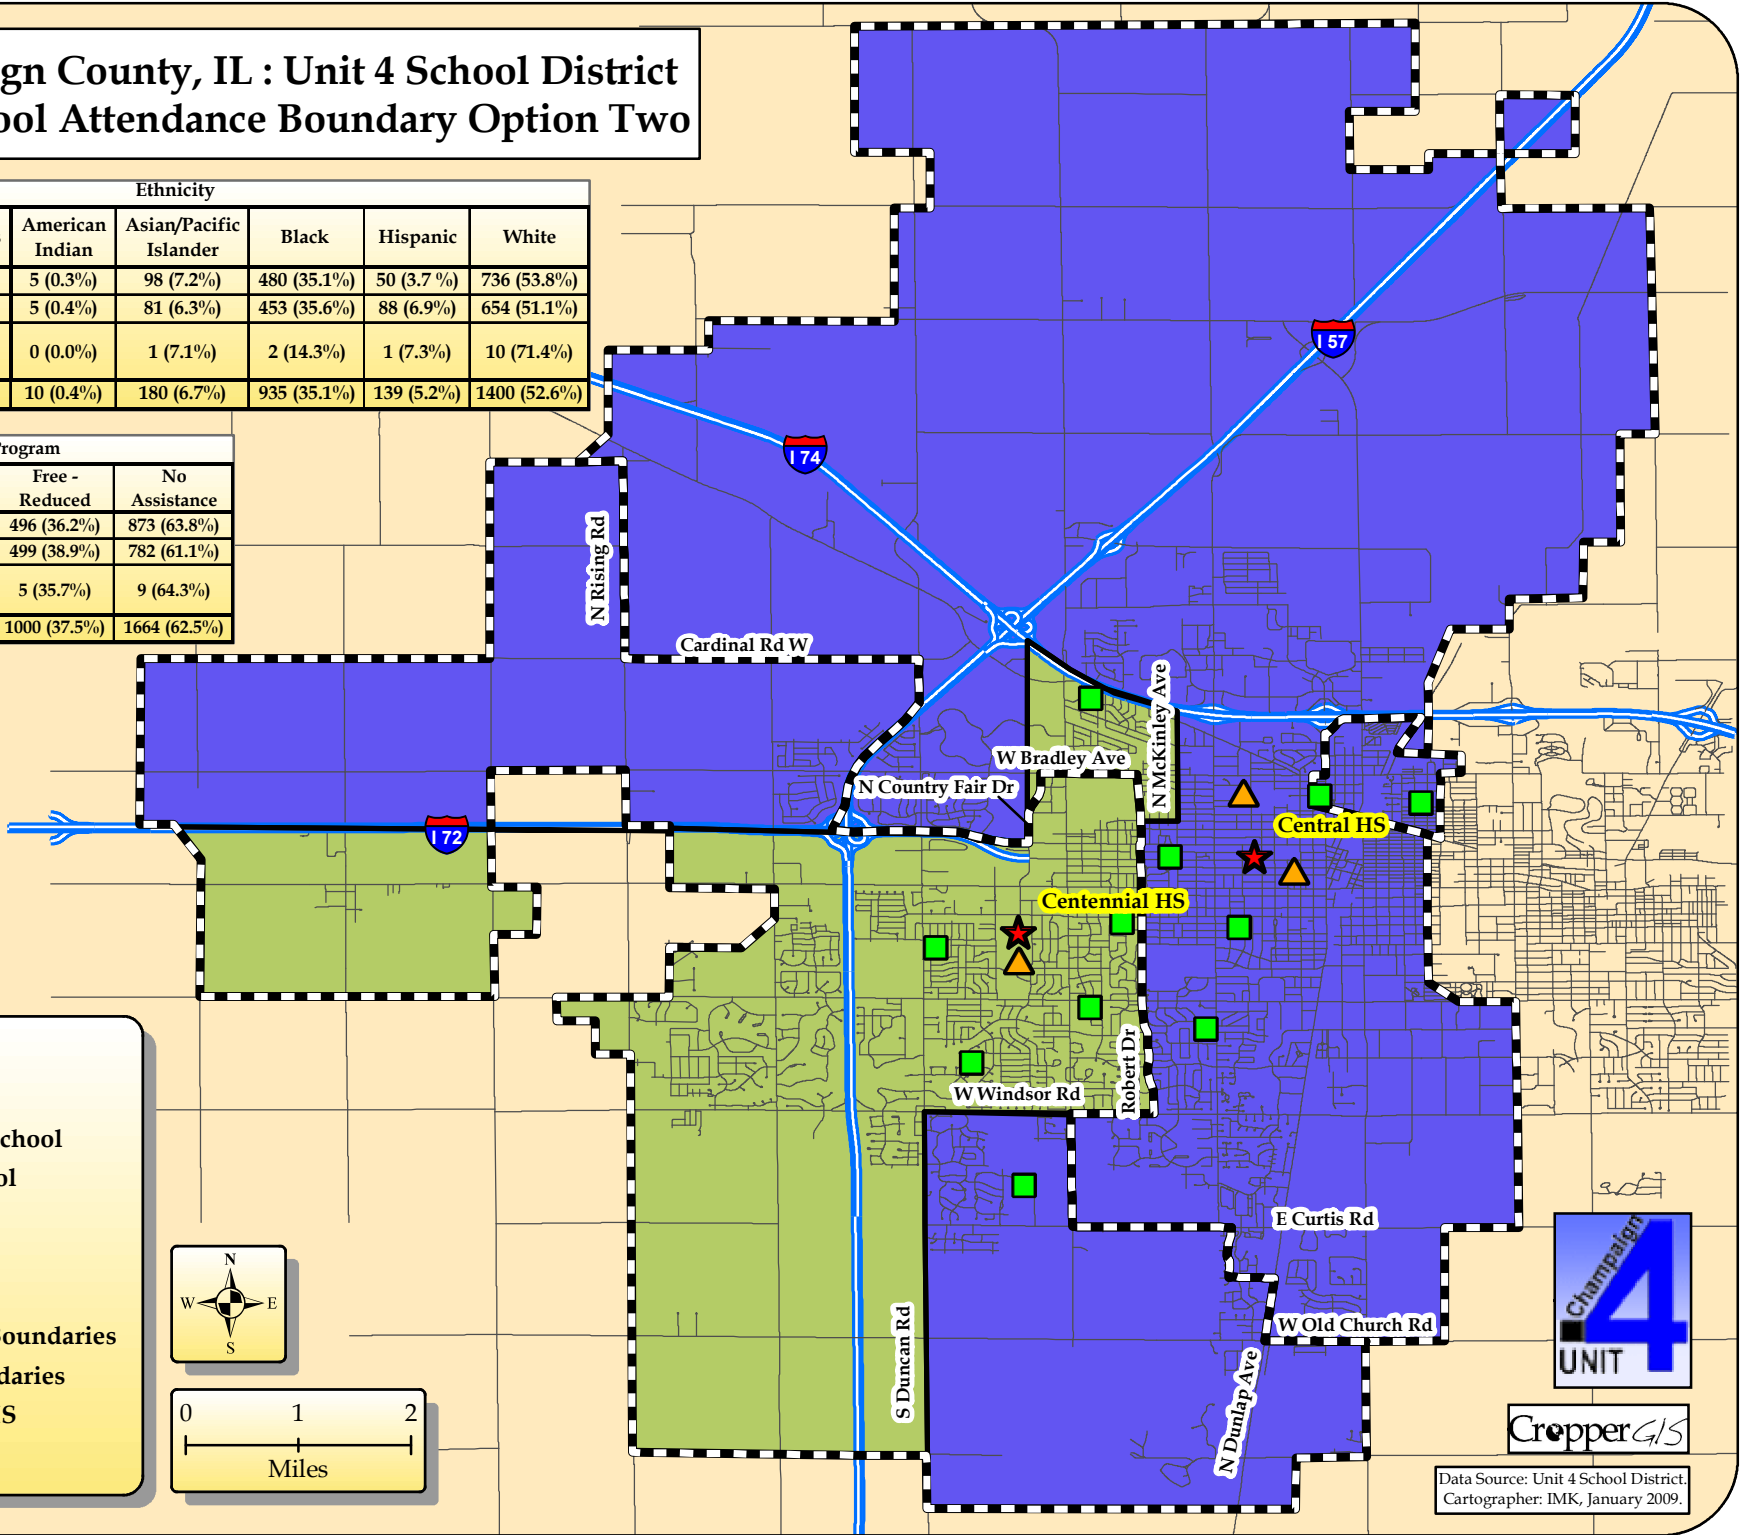 gn County, IL : Unit 4 School District
ool Attendance Boundary Option Two
Ethnicity
American Indian
Asian/Pacific Islander
Black
Hispanic
White
5 (0.3%) 98 (7.2%) 480 (35.1%) 50 (3.7 %) 736 (53.8%)
5 (0.4%) 81 (6.3%) 453 (35.6%) 88 (6.9%) 654 (51.1%)
0 (0.0%) 1 (7.1%) 2 (14.3%) 1 (7.3%) 10 (71.4%)
10 (0.4%) 180 (6.7%) 935 (35.1%) 139 (5.2%) 1400 (52.6%)
rogram
Free - Reduced
No Assistance
496 (36.2%) 873 (63.8%)
499 (38.9%) 782 (61.1%)
5 (35.7%) 9 (64.3%)
1000 (37.5%) 1664 (62.5%)
I 57
I 74
N Rising Rd
Cardinal Rd W
N McKinley Ave
W Bradley Ave
N Country Fair Dr
I 72
Central HS
Centennial HS
Robert Dr
W Windsor Rd
E Curtis Rd
W Old Church Rd
S Duncan Rd
N Dunlap Ave
chool
ol
oundaries
daries
S
N
W E
S
0 1 2
Miles
Champaign
4
UNIT
Cropper GIS
Data Source: Unit 4 School District.
Cartographer: IMK, January 2009.